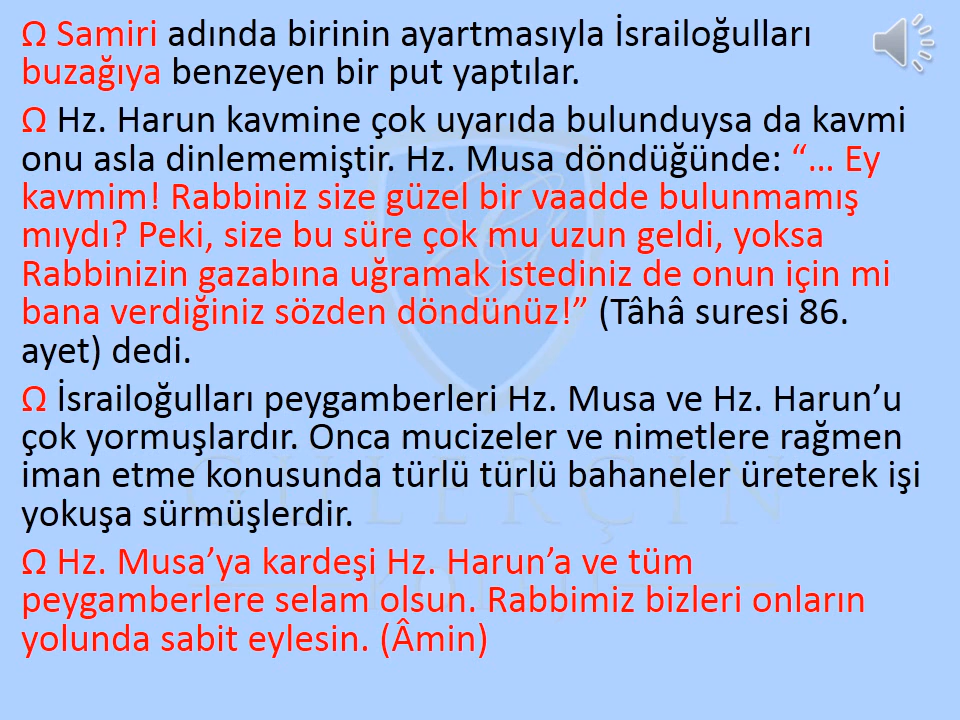 Ω Samiri adında birinin ayartmasıyla İsrailoğulları
buzağıya benzeyen bir put yaptılar.
Ω Hz. Harun kavmine çok uyarıda bulunduysa da kavmi
onu asla dinlememiştir. Hz. Musa döndüğünde: “… Ey
kavmim! Rabbiniz size güzel bir vaadde bulunmamış
mıydı? Peki, size bu süre çok mu uzun geldi, yoksa
Rabbinizin gazabına uğramak istediniz de onun için mi
bana verdiğiniz sözden döndünüz!” (Tâhâ suresi 86.
ayet) dedi.
Ω İsrailoğulları peygamberleri Hz. Musa ve Hz. Harun’u
çok yormuşlardır. Onca mucizeler ve nimetlere rağmen
iman etme konusunda türlü türlü bahaneler üreterek işi
yokuşa sürmüşlerdir.
Ω Hz. Musa’ya kardeşi Hz. Harun’a ve tüm
peygamberlere selam olsun. Rabbimiz bizleri onların
yolunda sabit eylesin. (Âmin)